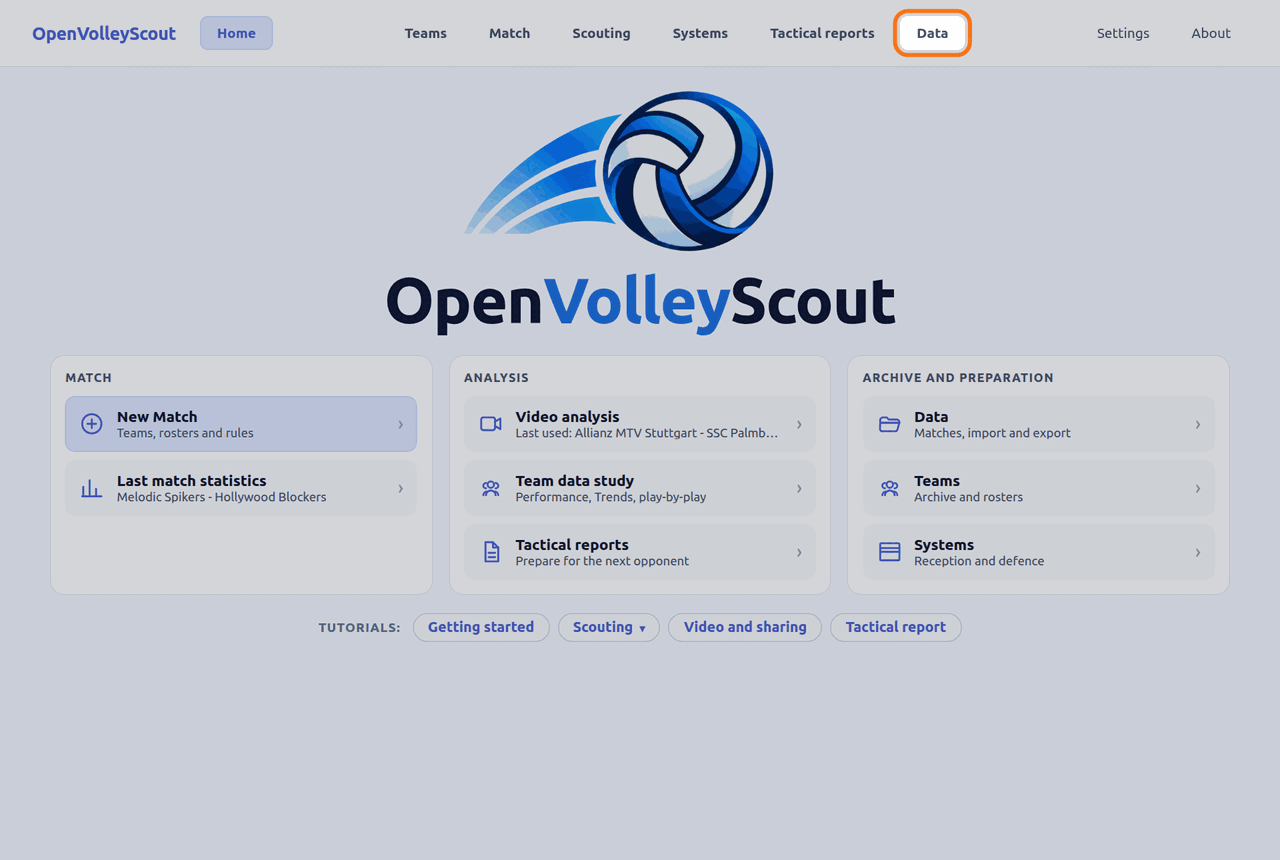 OpenVolleyScout
Home
Teams
Match
Scouting
Systems
Tactical reports
Data
Settings
About
OpenVolleyScout
MATCH
New Match
Teams, rosters and rules
›
Last match statistics
Melodic Spikers - Hollywood Blockers
›
ANALYSIS
Video analysis
Last used: Allianz MTV Stuttgart - SSC Palmb...
›
Team data study
Performance, Trends, play-by-play
›
Tactical reports
Prepare for the next opponent
›
ARCHIVE AND PREPARATION
Data
Matches, import and export
›
Teams
Archive and rosters
›
Systems
Reception and defence
›
TUTORIALS:
Getting started
Scouting ▾
Video and sharing
Tactical report